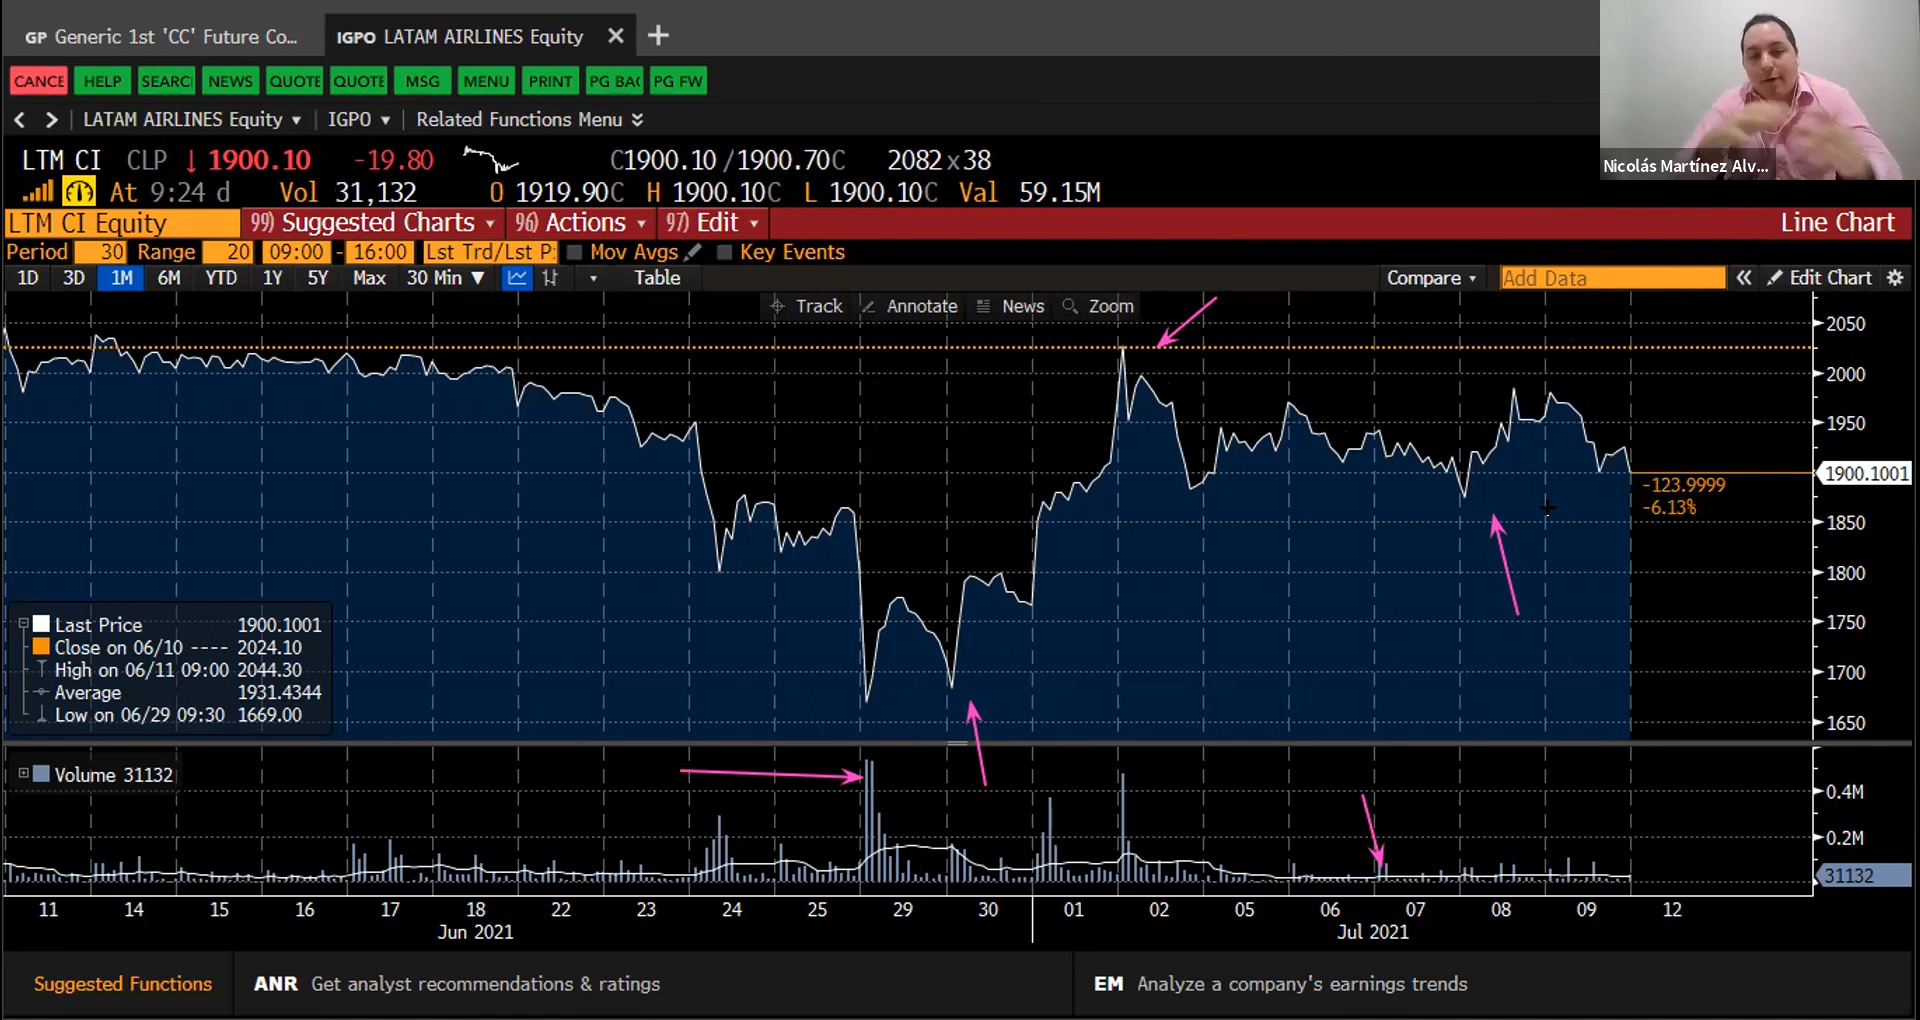 GP Generic 1st 'CC' Future Co...
IGPO LATAM AIRLINES Equity
CANCE HELP SEARC NEWS QUOTE QUOTE MSG MENU PRINT PG BAC PG FW
LATAM AIRLINES Equity IGPO Related Functions Menu
Nicolás Martínez Alv...
LTM CI CLP ↓ 1900.10 -19.80 C1900.10 /1900.70C 2082x38
At 9:24 d Vol 31,132 O 1919.90C H 1900.10C L 1900.10C Val 59.15M
LTM CI Equity 99) Suggested Charts 96) Actions 97) Edit Line Chart
Period 30 Range 20 09:00 - 16:00 Lst Trd/Lst P: Mov Avgs Key Events
1D 3D 1M 6M YTD 1Y 5Y Max 30 Min Table Compare Add Data « Edit Chart
Track Annotate News Zoom
2050
2000
1950
1900.1001
-123.9999
-6.13%
1850
1800
1750
1700
1650
Last Price 1900.1001
Close on 06/10 ---- 2024.10
High on 06/11 09:00 2044.30
Average 1931.4344
Low on 06/29 09:30 1669.00
Volume 31132
0.4M
0.2M
31132
11 14 15 16 17 18 22 23 24 25 29 30 01 02 05 06 07 08 09 12
Jun 2021 Jul 2021
Suggested Functions ANR Get analyst recommendations & ratings EM Analyze a company's earnings trends